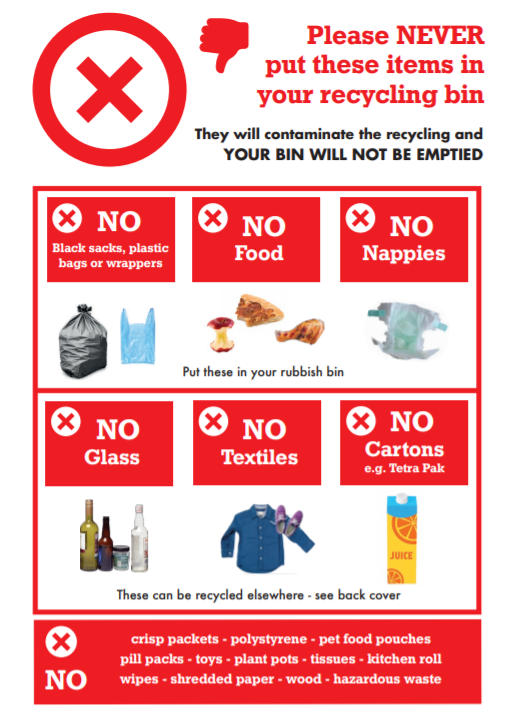 Please NEVER
put these items in
your recycling bin
They will contaminate the recycling and
YOUR BIN WILL NOT BE EMPTIED
NO
Black sacks, plastic
bags or wrappers
NO
Food
NO
Nappies
Put these in your rubbish bin
NO
Glass
NO
Textiles
NO
Cartons
e.g. Tetra Pak
JUICE
These can be recycled elsewhere - see back cover
NO
crisp packets - polystyrene - pet food pouches
pill packs - toys - plant pots - tissues - kitchen roll
wipes - shredded paper - wood - hazardous waste